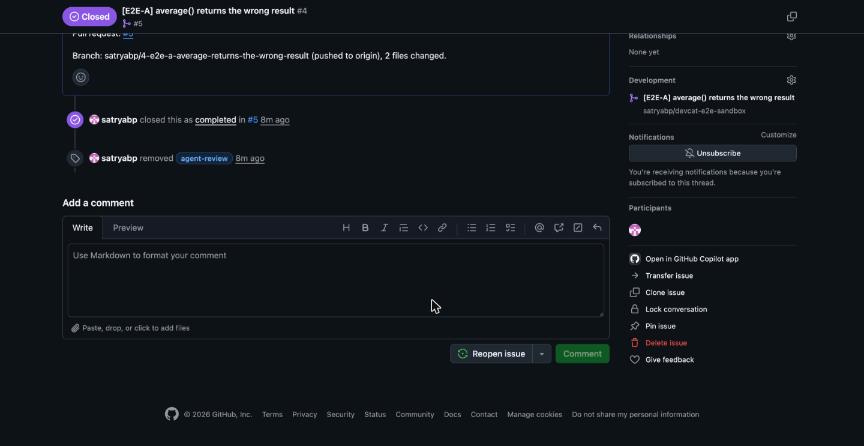 Closed
[E2E-A] average() returns the wrong result #4
#5
Pull request: #5
Branch: satryabp/4-e2e-a-average-returns-the-wrong-result (pushed to origin), 2 files changed.
satryabp closed this as completed in #5 8m ago
satryabp removed agent-review 8m ago
Add a comment
Write Preview
Use Markdown to format your comment
Paste, drop, or click to add files
Reopen issue
Comment
Relationships
None yet
Development
[E2E-A] average() returns the wrong result
satryabp/devcat-e2e-sandbox
Notifications Customize
Unsubscribe
You're receiving notifications because you're
subscribed to this thread.
Participants
Open in GitHub Copilot app
Transfer issue
Clone issue
Lock conversation
Pin issue
Delete issue
Give feedback
© 2026 GitHub, Inc. Terms Privacy Security Status Community Docs Contact Manage cookies Do not share my personal information